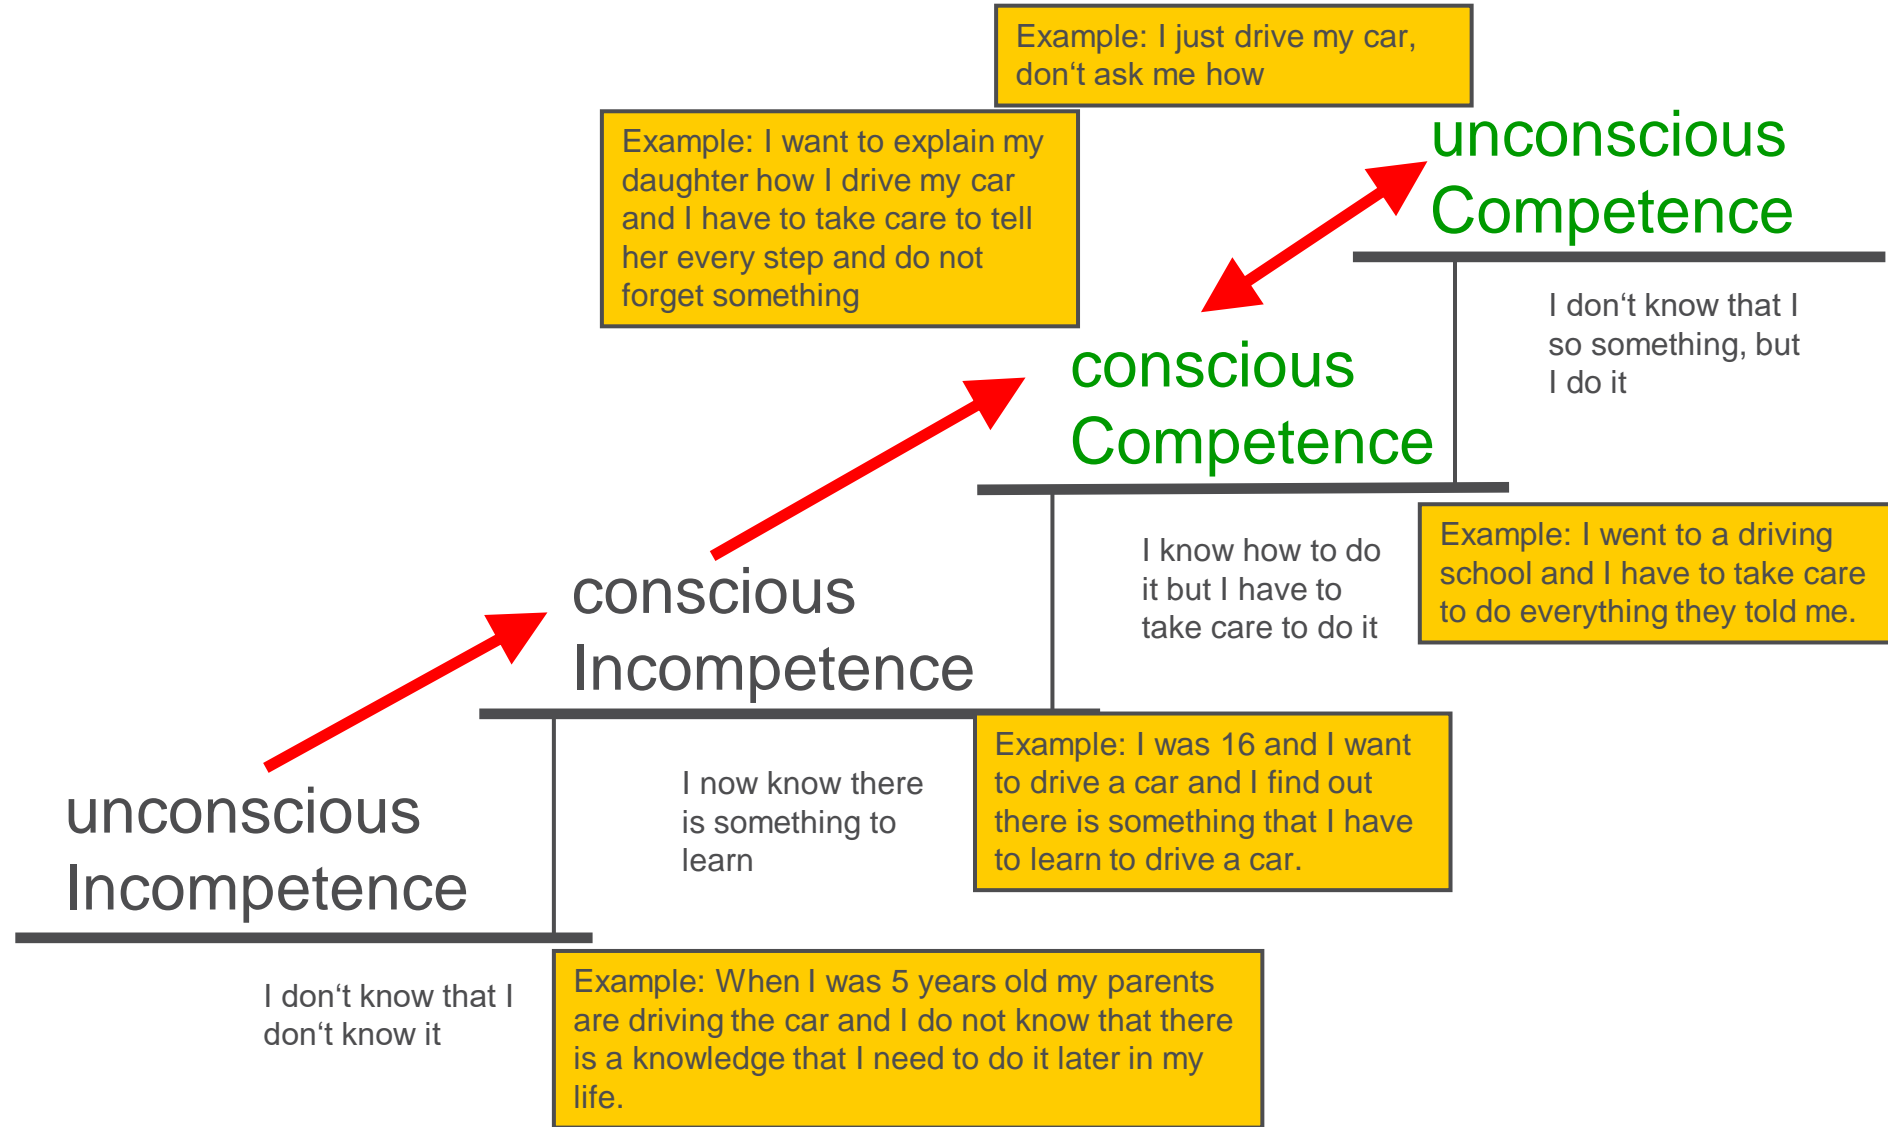 Example: I just drive my car,
don‘t ask me how
Example: I want to explain my
daughter how I drive my car
and I have to take care to tell
her every step and do not
forget something
unconscious
Competence
I don‘t know that I
so something, but
I do it
conscious
Competence
I know how to do
it but I have to
take care to do it
Example: I went to a driving
school and I have to take care
to do everything they told me.
conscious
Incompetence
I now know there
is something to
learn
Example: I was 16 and I want
to drive a car and I find out
there is something that I have
to learn to drive a car.
unconscious
Incompetence
I don‘t know that I
don‘t know it
Example: When I was 5 years old my parents
are driving the car and I do not know that there
is a knowledge that I need to do it later in my
life.